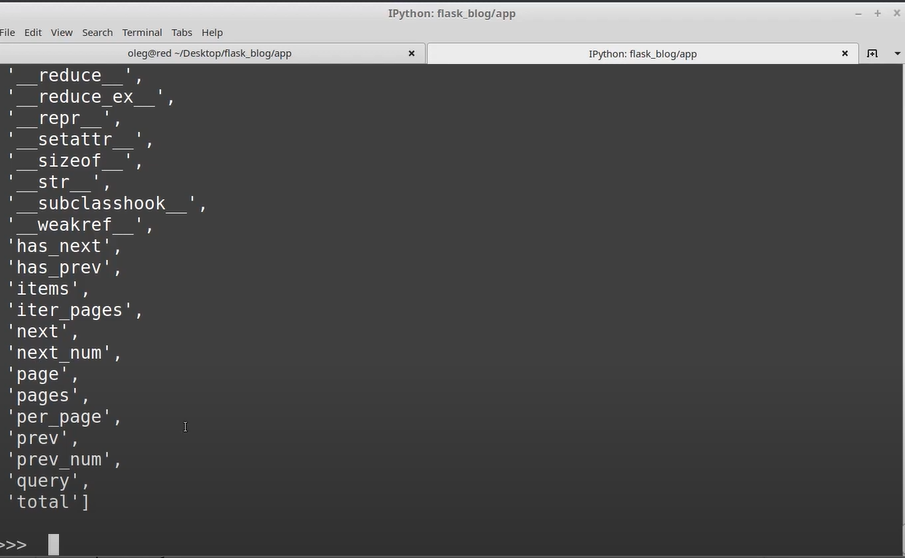 IPython: flask_blog/app
File Edit View Search Terminal Tabs Help
oleg@red ~/Desktop/flask_blog/app
IPython: flask_blog/app
'__reduce__',
'__reduce_ex__',
'__repr__',
'__setattr__',
'__sizeof__',
'__str__',
'__subclasshook__',
'__weakref__',
'has_next',
'has_prev',
'items',
'iter_pages',
'next',
'next_num',
'page',
'pages',
'per_page',
'prev',
'prev_num',
'query',
'total']
>>>